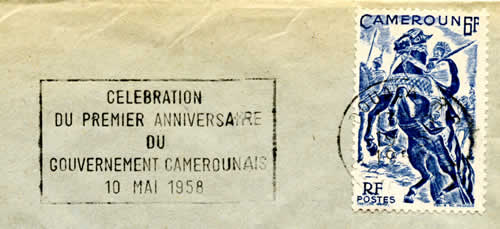 CELEBRATION
DU PREMIER ANNIVERSAIRE
DU
GOUVERNEMENT CAMEROUNAIS
10 MAI 1958
CAMEROUN 6F
RF
POSTES